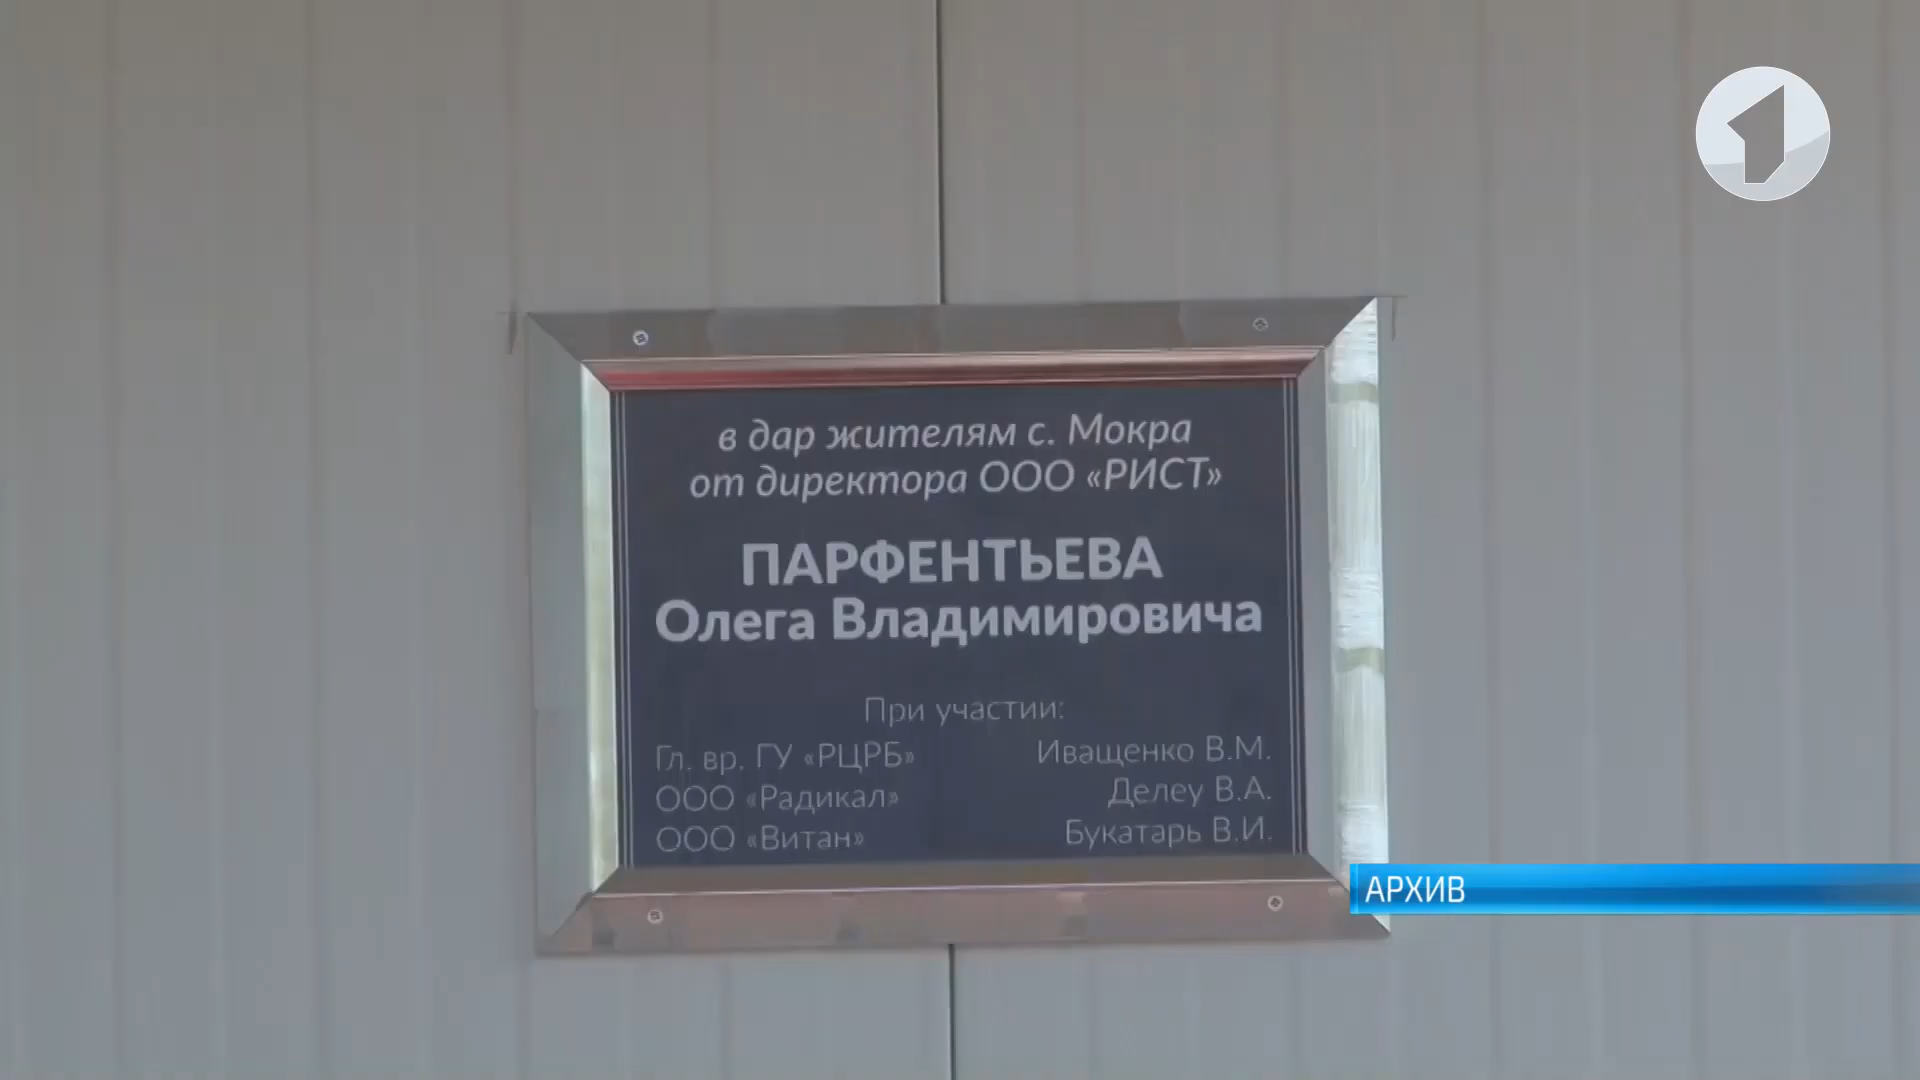 в дар жителям с. Мокра
от директора ООО «РИСТ»
ПАРФЕНТЬЕВА
Олега Владимировича
При участии:
Гл. вр. ГУ «РЦРБ» Иващенко В.М.
ООО «Радикал» Делеу В.А.
ООО «Витан» Букатарь В.И.
АРХИВ
1